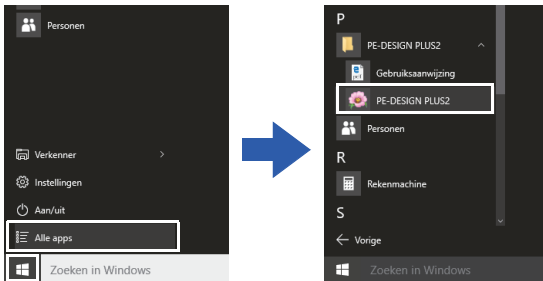 Personen
Verkenner
Instellingen
Aan/uit
Alle apps
Zoeken in Windows
P
PE-DESIGN PLUS2
Gebruiksaanwijzing
PE-DESIGN PLUS2
Personen
R
Rekenmachine
S
Vorige
Zoeken in Windows